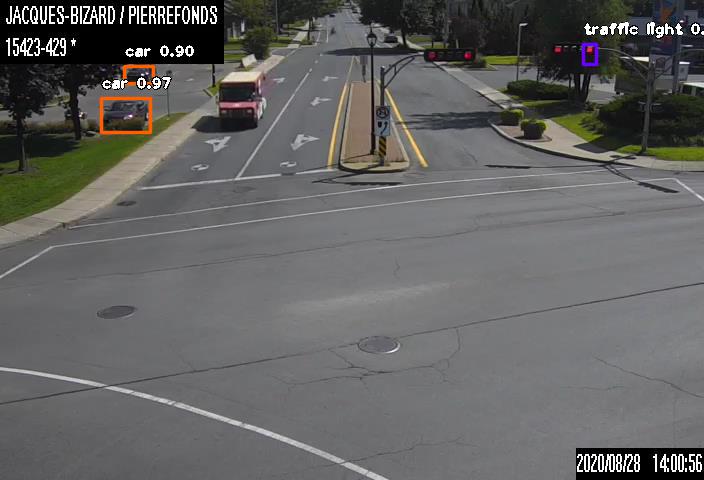 JACQUES-BIZARD / PIERREFONDS
15423-429 *
car 0.90
car 0.97
traffic light 0.
2020/08/28 14:00:56